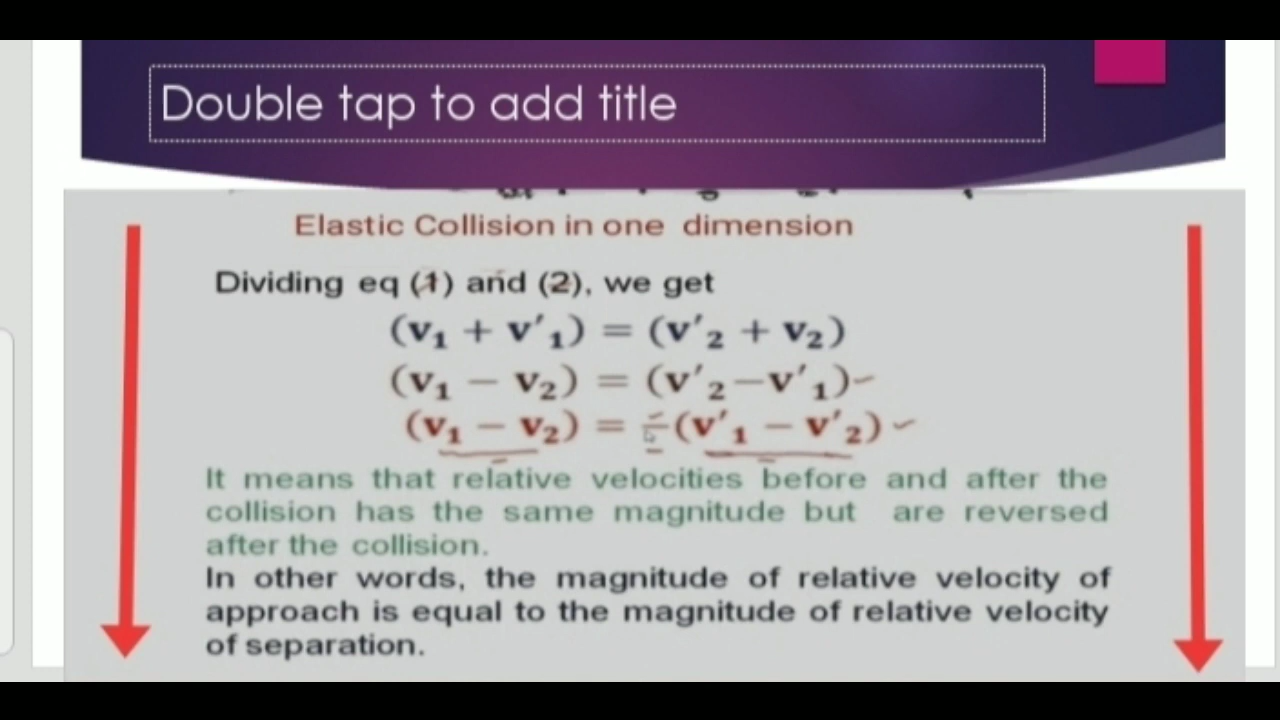 Double tap to add title
Elastic Collision in one dimension
Dividing eq (1) and (2), we get
(v₁ + v'₁) = (v'₂ + v₂)
(v₁ − v₂) = (v'₂−v'₁)
(v₁ − v₂) = −(v'₁ − v'₂)
It means that relative velocities before and after the
collision has the same magnitude but are reversed
after the collision.
In other words, the magnitude of relative velocity of
approach is equal to the magnitude of relative velocity
of separation.